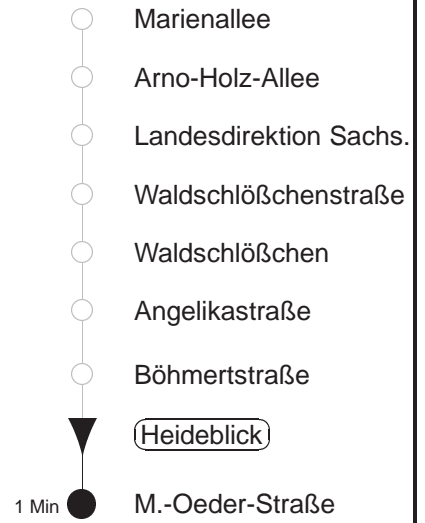 Marienallee
Arno-Holz-Allee
Landesdirektion Sachs.
Waldschlößchenstraße
Waldschlößchen
Angelikastraße
Böhmertstraße
Heideblick
1 Min M.-Oeder-Straße